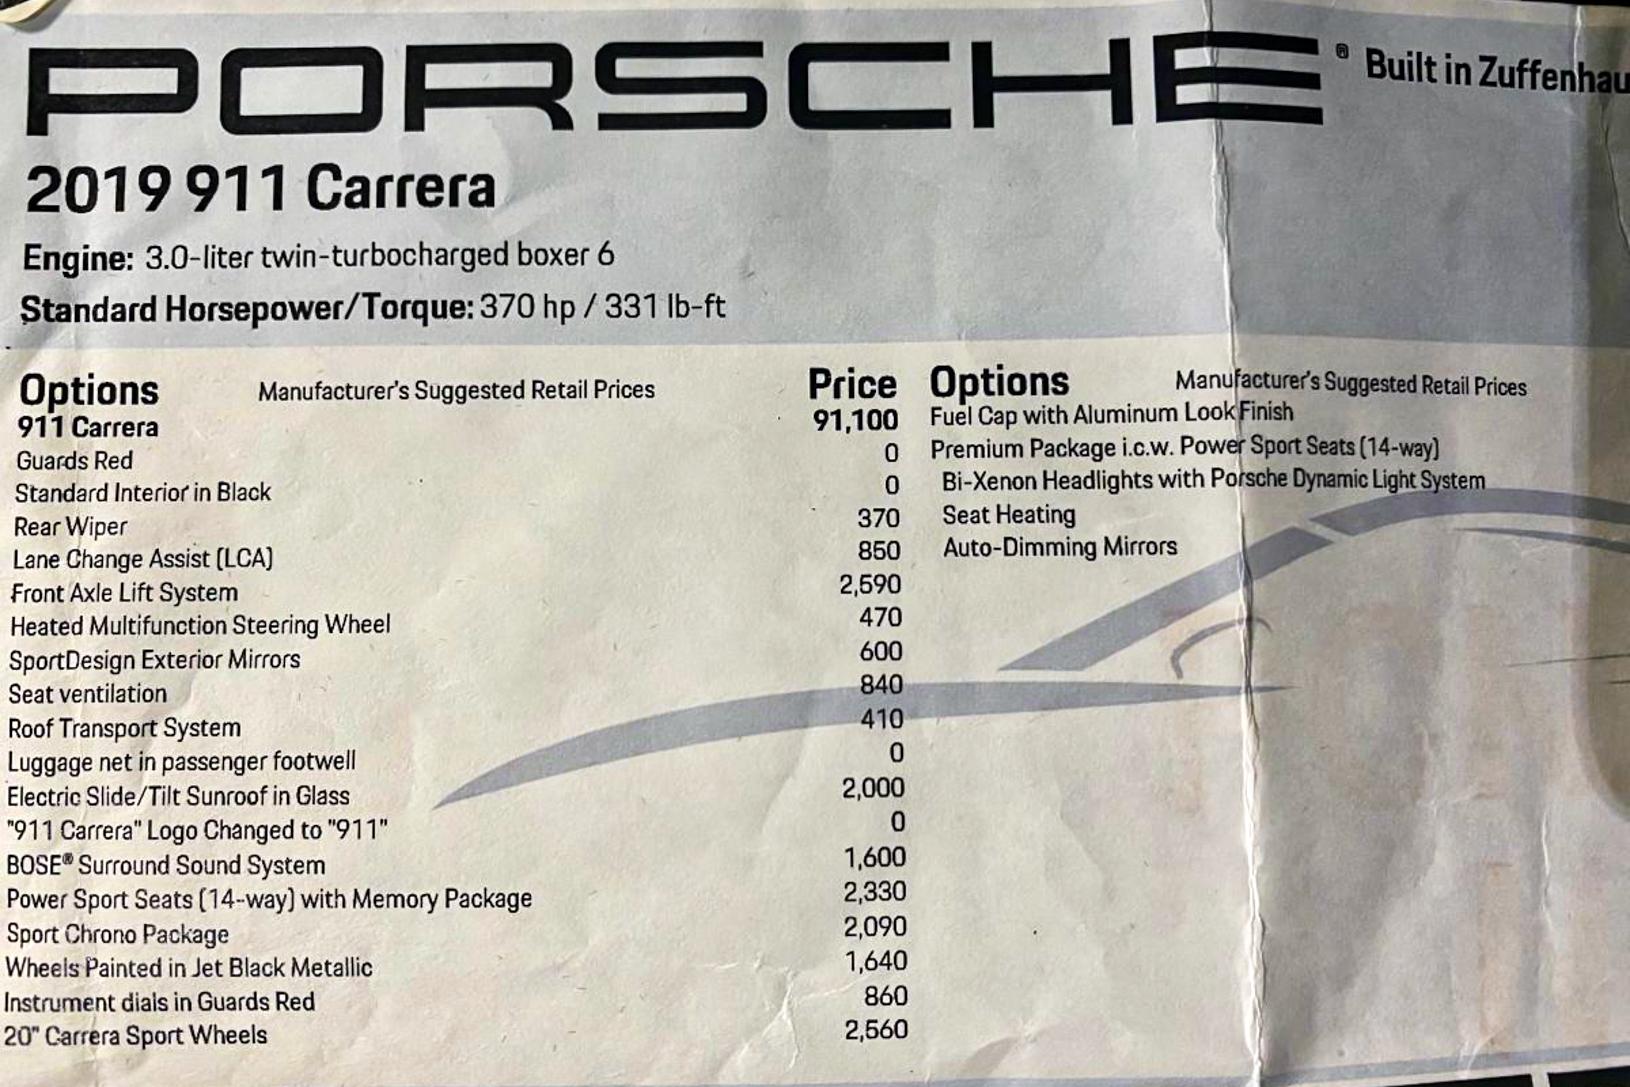 PORSCHE® Built in Zuffenhau
2019 911 Carrera
Engine: 3.0-liter twin-turbocharged boxer 6
Standard Horsepower/Torque: 370 hp / 331 lb-ft
Options Manufacturer's Suggested Retail Prices Price
911 Carrera 91,100
Guards Red 0
Standard Interior in Black 0
Rear Wiper 370
Lane Change Assist (LCA) 850
Front Axle Lift System 2,590
Heated Multifunction Steering Wheel 470
SportDesign Exterior Mirrors 600
Seat ventilation 840
Roof Transport System 410
Luggage net in passenger footwell 0
Electric Slide/Tilt Sunroof in Glass 2,000
"911 Carrera" Logo Changed to "911" 0
BOSE® Surround Sound System 1,600
Power Sport Seats (14-way) with Memory Package 2,330
Sport Chrono Package 2,090
Wheels Painted in Jet Black Metallic 1,640
Instrument dials in Guards Red 860
20" Carrera Sport Wheels 2,560
Options Manufacturer's Suggested Retail Prices
Fuel Cap with Aluminum Look Finish
Premium Package i.c.w. Power Sport Seats (14-way)
Bi-Xenon Headlights with Porsche Dynamic Light System
Seat Heating
Auto-Dimming Mirrors